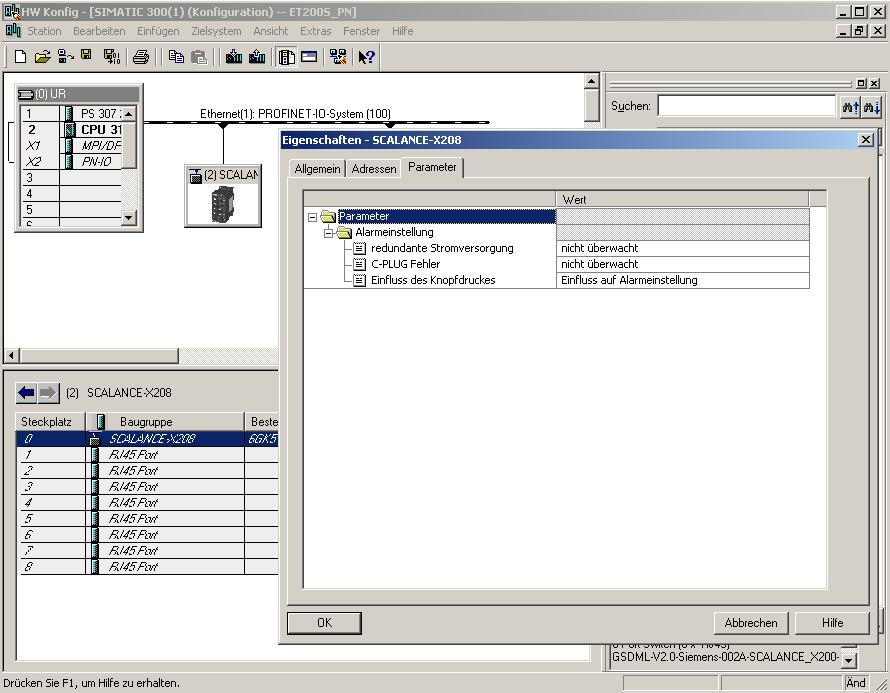 HW Konfig - [SIMATIC 300(1) (Konfiguration) -- ET200S_PN]
Station Bearbeiten Einfügen Zielsystem Ansicht Extras Fenster Hilfe
(0) UR
1 PS 307
2 CPU 31
X1 MPI/DP
X2 PN-IO
3
4
5
Ethernet(1): PROFINET-IO-System (100)
(2) SCALAN
Suchen:
Eigenschaften - SCALANCE-X208
Allgemein Adressen Parameter
Wert
Parameter
Alarmeinstellung
redundante Stromversorgung nicht überwacht
C-PLUG Fehler nicht überwacht
Einfluss des Knopfdruckes Einfluss auf Alarmeinstellung
OK Abbrechen Hilfe
(2) SCALANCE-X208
Steckplatz Baugruppe Beste
0 SCALANCE-X208 6GK5
1 RJ45 Port
2 RJ45 Port
3 RJ45 Port
4 RJ45 Port
5 RJ45 Port
6 RJ45 Port
7 RJ45 Port
8 RJ45 Port
GSDML-V2.0-Siemens-002A-SCALANCE_X200-
Drücken Sie F1, um Hilfe zu erhalten. Änd